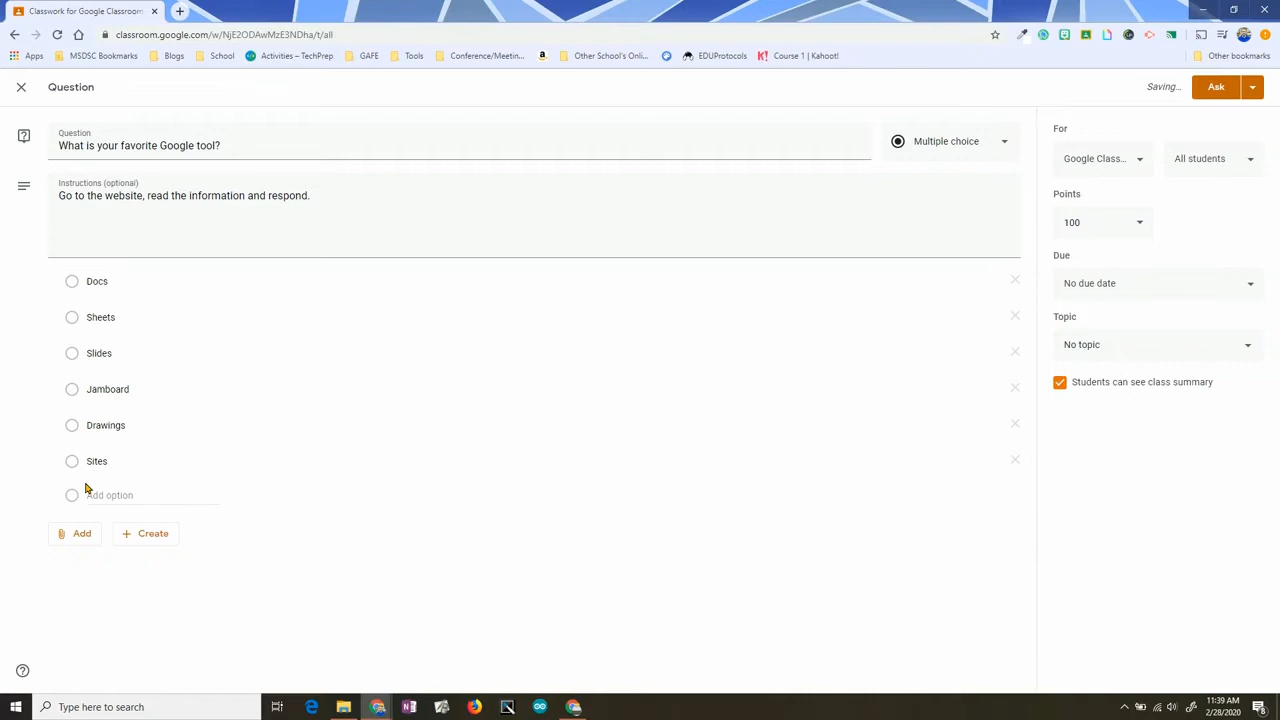 Classwork for Google Classroom
classroom.google.com/w/NjE2ODAwMzE3NDha/t/all
Apps MSDSC Bookmarks Blogs School Activities – TechPrep GAFE Tools Conference/Meetin... Other School's Onli... EDUProtocols Course 1 | Kahoot! Other bookmarks
Question Saving... Ask
Question
What is your favorite Google tool?
Multiple choice
Instructions (optional)
Go to the website, read the information and respond.
Docs
Sheets
Slides
Jamboard
Drawings
Sites
Add option
Add Create
For
Google Class... All students
Points
100
Due
No due date
Topic
No topic
Students can see class summary
Type here to search
11:39 AM
2/28/2020